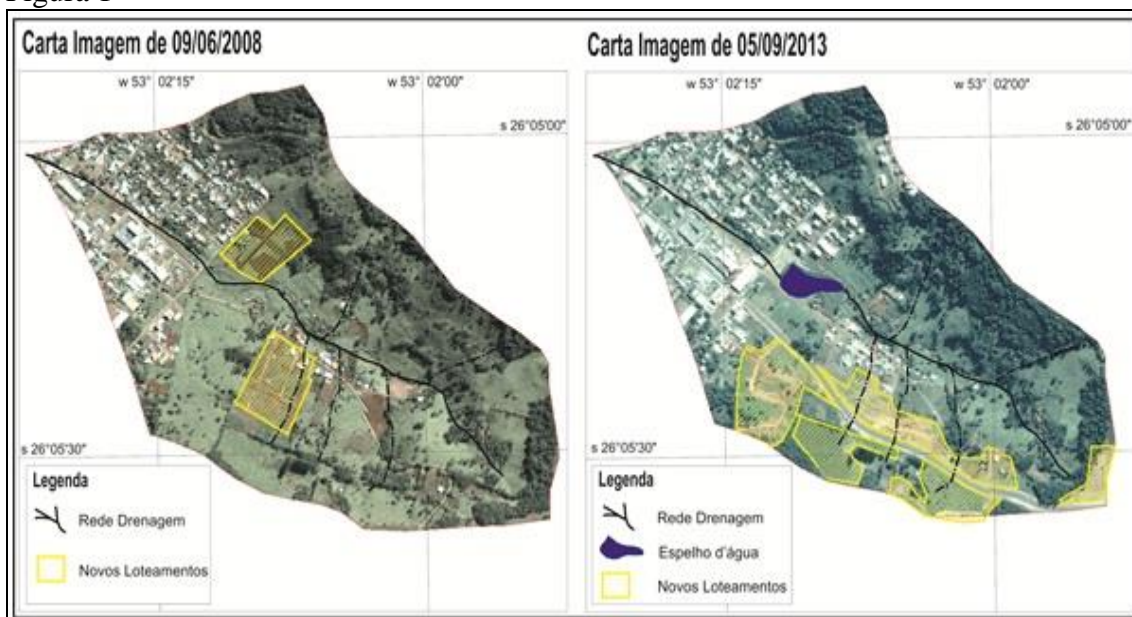 Carta Imagem de 09/06/2008
w 53° 02'15"
w 53° 02'00"
s 26°05'00"
s 26°05'30"
Legenda
Rede Drenagem
Novos Loteamentos
Carta Imagem de 05/09/2013
w 53° 02'15"
w 53° 02'00"
s 26°05'00"
s 26°05'30"
Legenda
Rede Drenagem
Espelho d'água
Novos Loteamentos